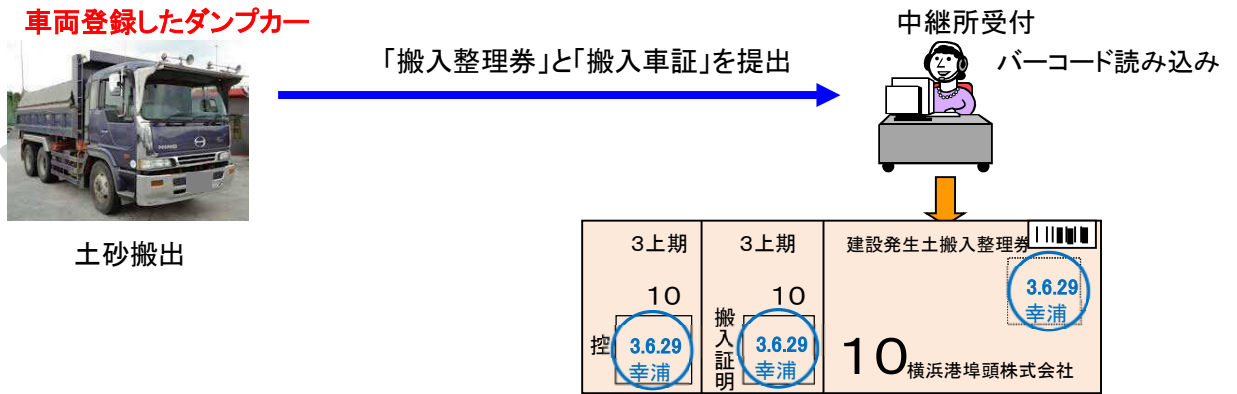 車両登録したダンプカー
中継所受付
「搬入整理券」と「搬入車証」を提出
バーコード読み込み
HINO
土砂搬出
3上期
10
控
3.6.29
幸浦
3上期
10
搬入証明
3.6.29
幸浦
建設発生土搬入整理券
3.6.29
幸浦
10 横浜港埠頭株式会社